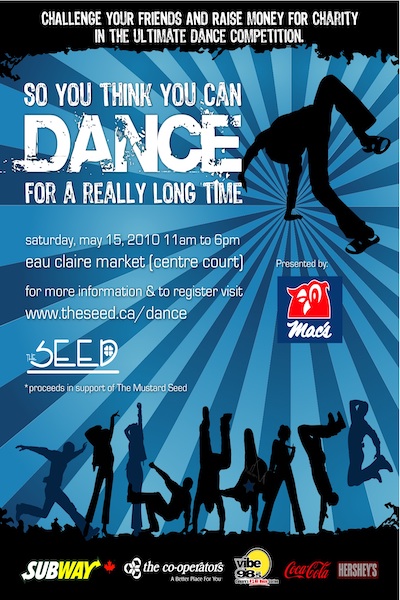 CHALLENGE YOUR FRIENDS AND RAISE MONEY FOR CHARITY
IN THE ULTIMATE DANCE COMPETITION.
SO YOU THINK YOU CAN
DANCE
FOR A REALLY LONG TIME
saturday, may 15, 2010 11am to 6pm
eau claire market (centre court)
for more information & to register visit
www.theseed.ca/dance
Presented by:
Mac's
THE SEED
*proceeds in support of The Mustard Seed
SUBWAY
the co-operators
A Better Place For You
vibe
98.5
Coca-Cola
HERSHEY'S